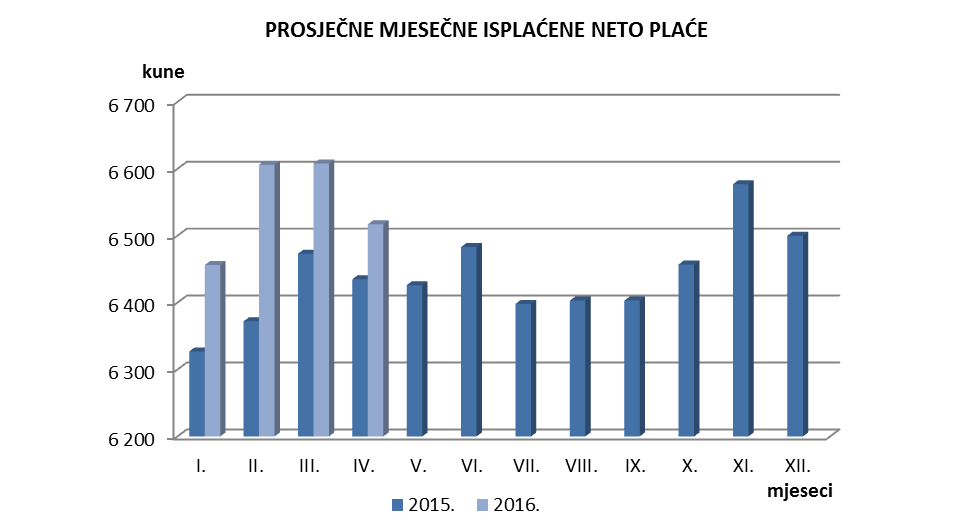 PROSJEČNE MJESEČNE ISPLAĆENE NETO PLAĆE
kune
6 700
6 600
6 500
6 400
6 300
6 200
I. II. III. IV. V. VI. VII. VIII. IX. X. XI. XII.
mjeseci
2015. 2016.